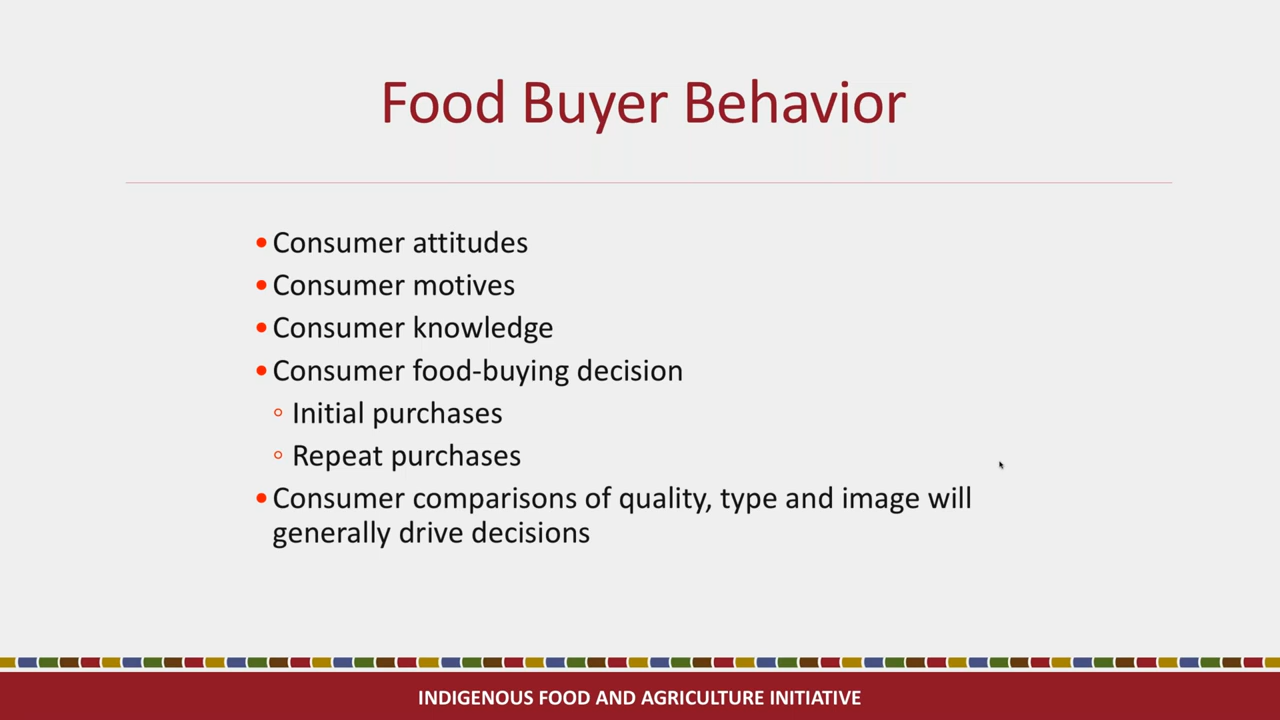 Food Buyer Behavior
• Consumer attitudes
• Consumer motives
• Consumer knowledge
• Consumer food-buying decision
◦ Initial purchases
◦ Repeat purchases
• Consumer comparisons of quality, type and image will
generally drive decisions
INDIGENOUS FOOD AND AGRICULTURE INITIATIVE